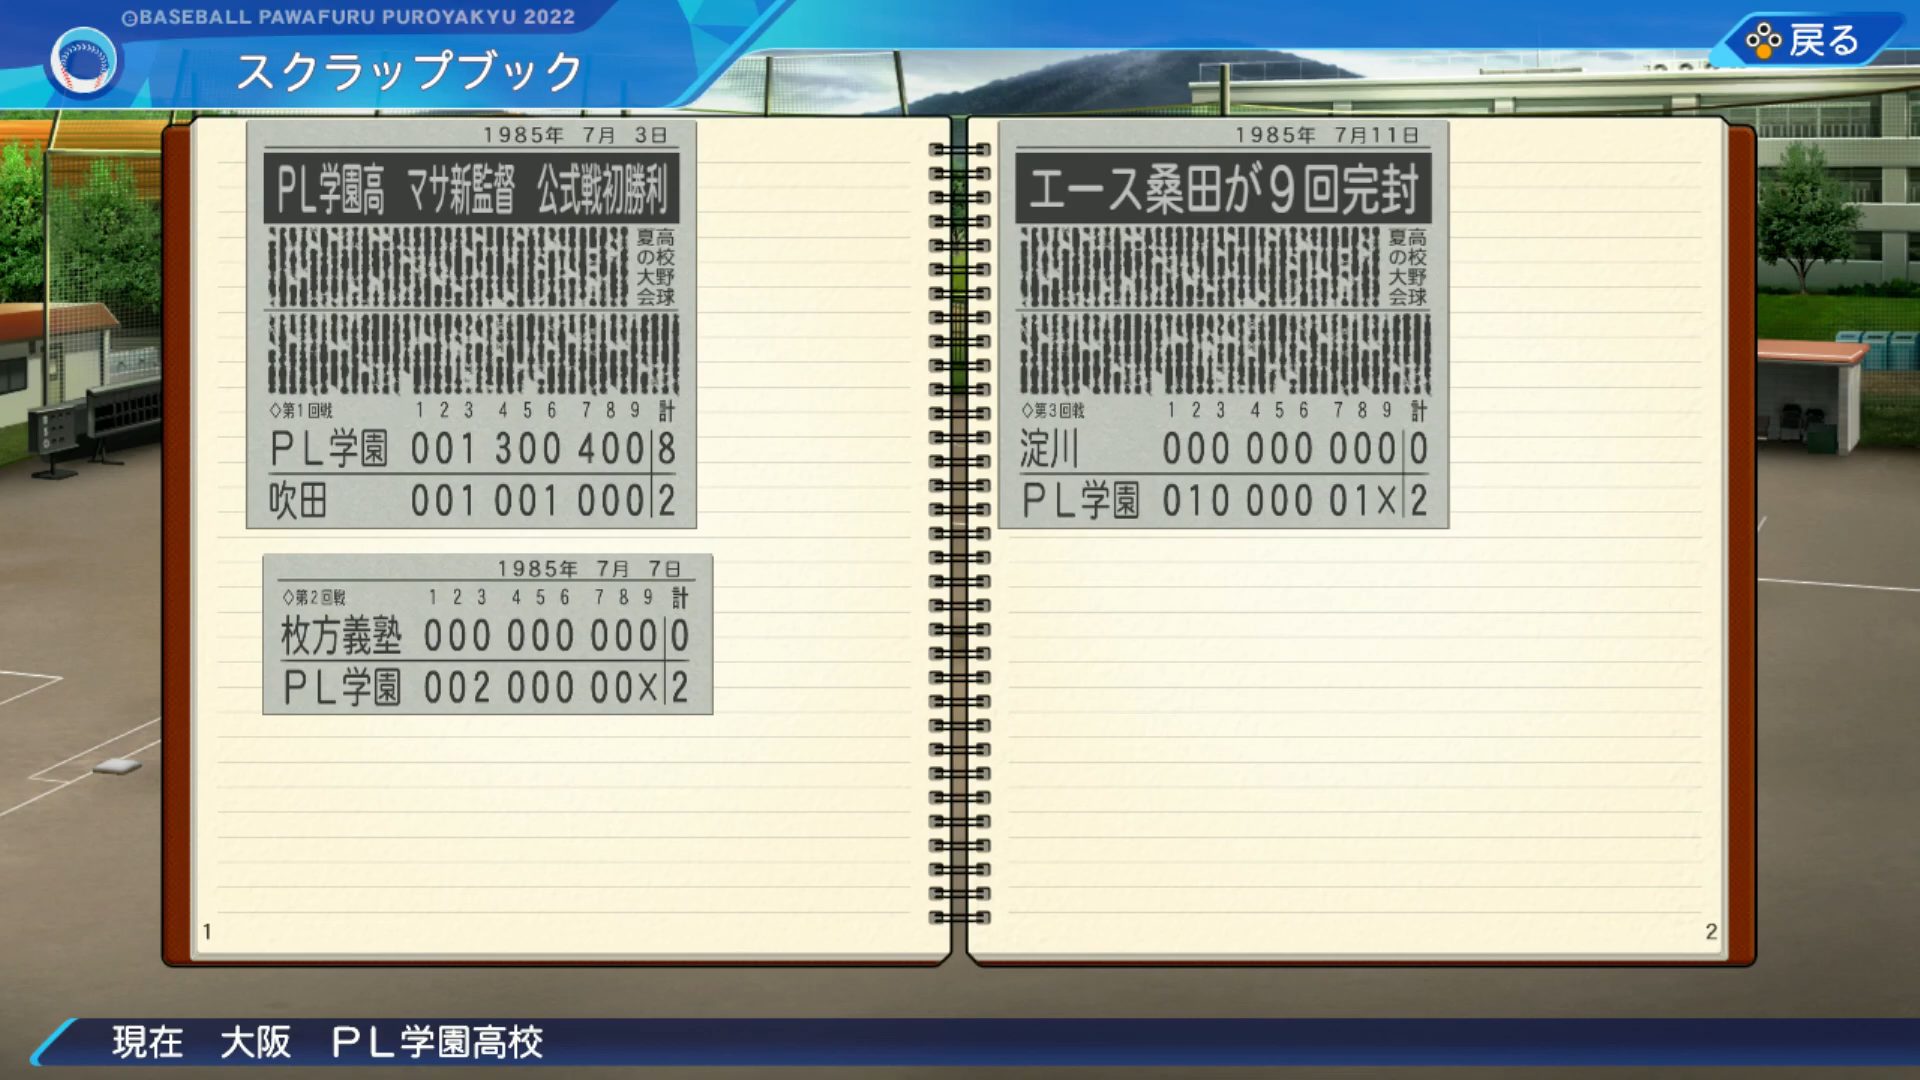 ©BASEBALL PAWAFURU PUROYAKYU 2022
スクラップブック
戻る
1985年 7月 3日
PL学園高 マサ新監督 公式戦初勝利
高校野球
夏の大会
◇第1回戦 1 2 3 4 5 6 7 8 9 計
PL学園 001 300 400 8
吹田 001 001 000 2
1985年 7月 7日
◇第2回戦 1 2 3 4 5 6 7 8 9 計
枚方義塾 000 000 000 0
PL学園 002 000 00X 2
1
1985年 7月11日
エース桑田が9回完封
高校野球
夏の大会
◇第3回戦 1 2 3 4 5 6 7 8 9 計
淀川 000 000 000 0
PL学園 010 000 01X 2
2
現在 大阪 PL学園高校